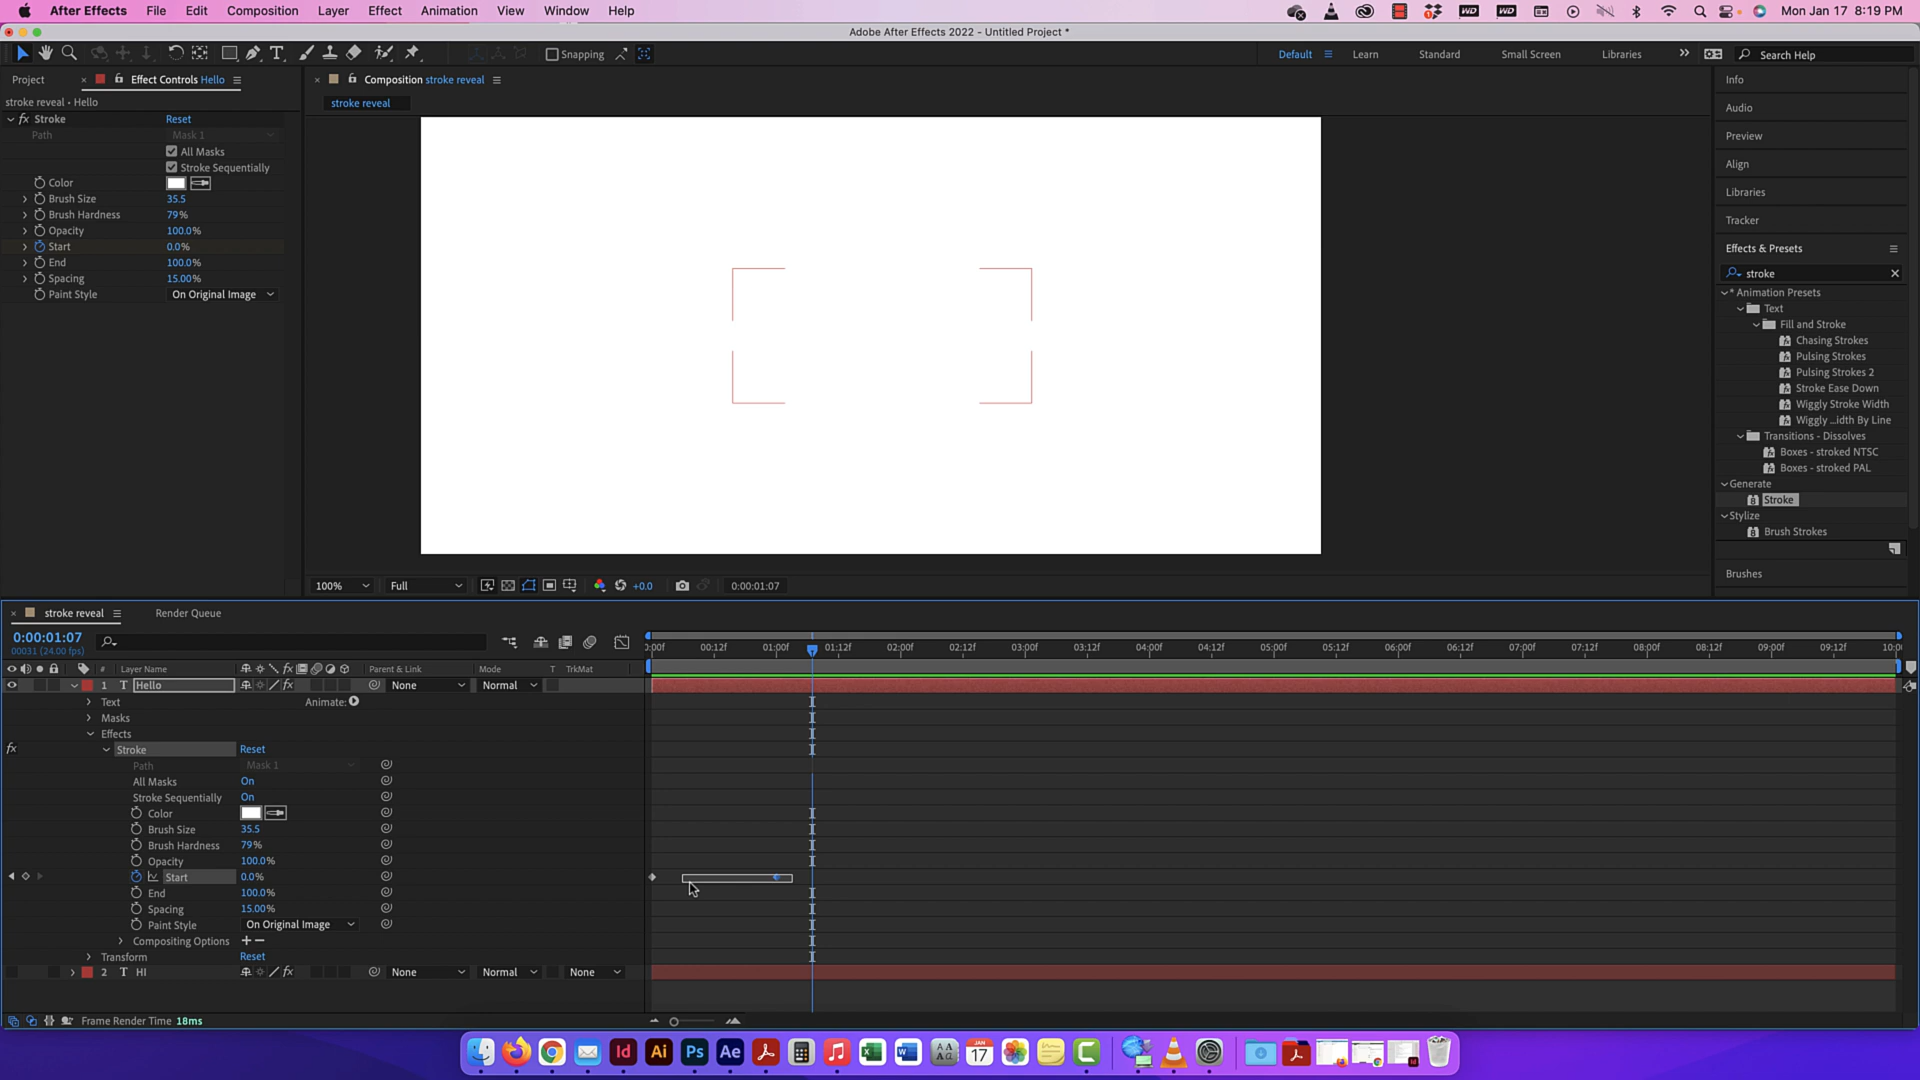 After Effects File Edit Composition Layer Effect Animation View Window Help Mon Jan 17 8:19 PM
Adobe After Effects 2022 - Untitled Project *
Snapping Default Learn Standard Small Screen Libraries Search Help
Project Effect Controls Hello Composition stroke reveal Info
stroke reveal • Hello stroke reveal Audio
fx Stroke Reset
Path Mask 1 Preview
All Masks
Stroke Sequentially Align
Color
Brush Size 35.5 Libraries
Brush Hardness 79%
Opacity 100.0% Tracker
Start 0.0% Effects & Presets
End 100.0% stroke
Spacing 15.00%
Paint Style On Original Image * Animation Presets
Text
Fill and Stroke
Chasing Strokes
Pulsing Strokes
Pulsing Strokes 2
Stroke Ease Down
Wiggly Stroke Width
Wiggly ...idth By Line
Transitions - Dissolves
Boxes - stroked NTSC
Boxes - stroked PAL
Generate
Stroke
Stylize
Brush Strokes
Brushes
100% Full +0.0 0:00:01:07
stroke reveal Render Queue
0:00:01:07
00031 (24.00 fps)
:00f 00:12f 01:00f 01:12f 02:00f 02:12f 03:00f 03:12f 04:00f 04:12f 05:00f 05:12f 06:00f 06:12f 07:00f 07:12f 08:00f 08:12f 09:00f 09:12f 10:0
# Layer Name fx Parent & Link Mode T TrkMat
1 T Hello fx None Normal
Text Animate:
Masks
Effects
fx Stroke Reset
Path Mask 1
All Masks On
Stroke Sequentially On
Color
Brush Size 35.5
Brush Hardness 79%
Opacity 100.0%
Start 0.0%
End 100.0%
Spacing 15.00%
Paint Style On Original Image
Compositing Options + −
Transform Reset
2 T HI fx None Normal None
Frame Render Time 18ms
Id Ai Ps Ae JAN 17